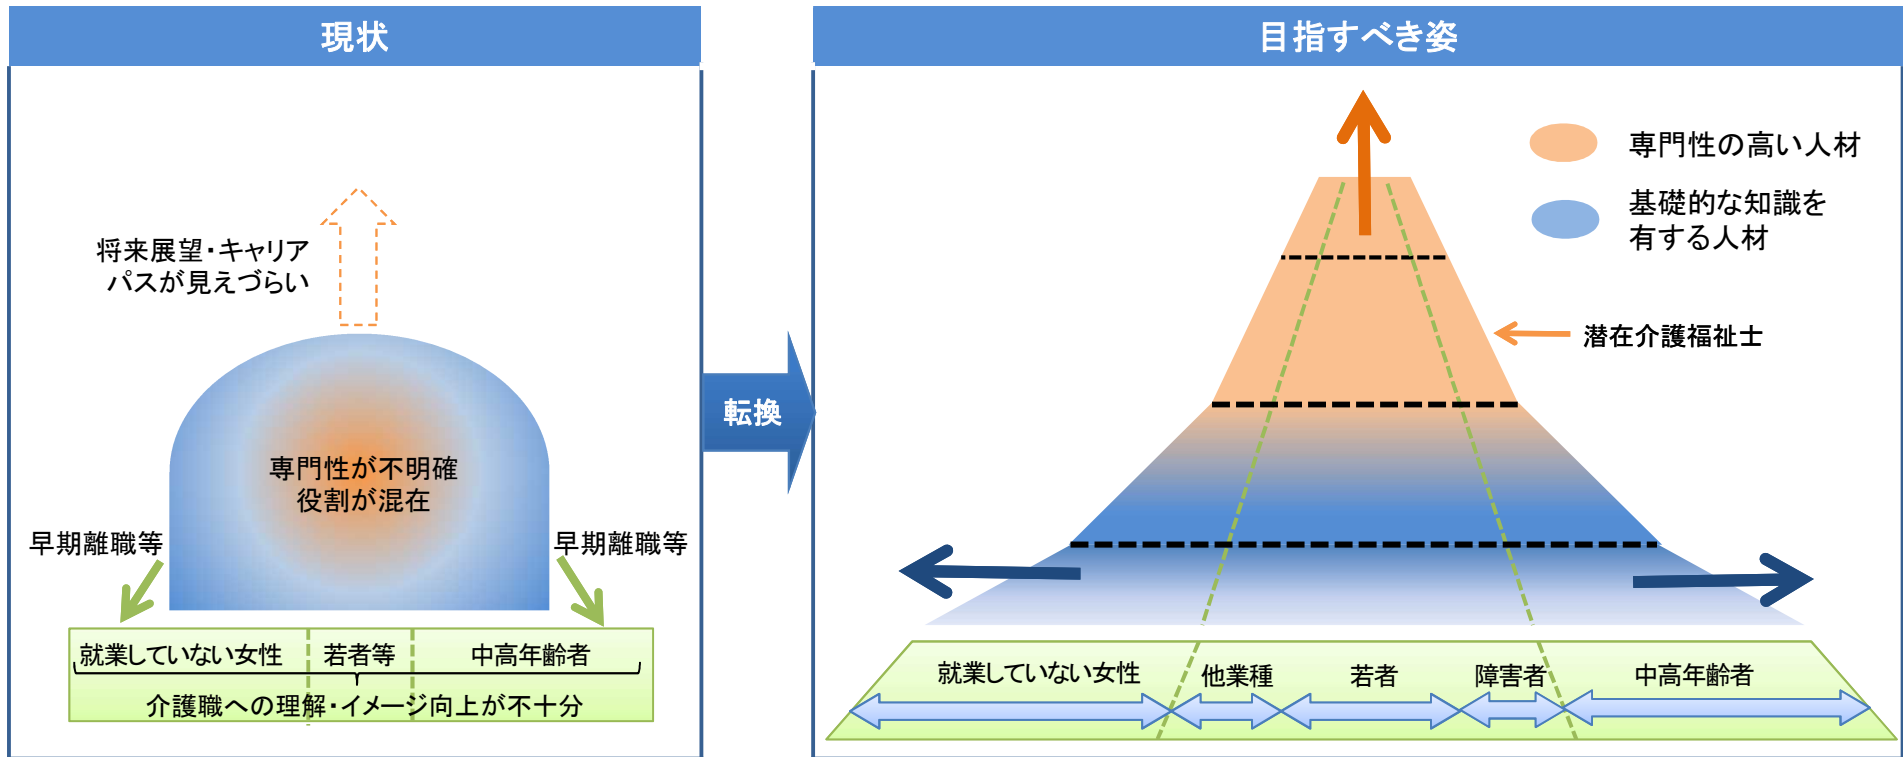 現状
将来展望・キャリア
パスが見えづらい
専門性が不明確
役割が混在
早期離職等
早期離職等
就業していない女性
若者等
中高年齢者
介護職への理解・イメージ向上が不十分
転換
目指すべき姿
専門性の高い人材
基礎的な知識を
有する人材
潜在介護福祉士
就業していない女性
他業種
若者
障害者
中高年齢者